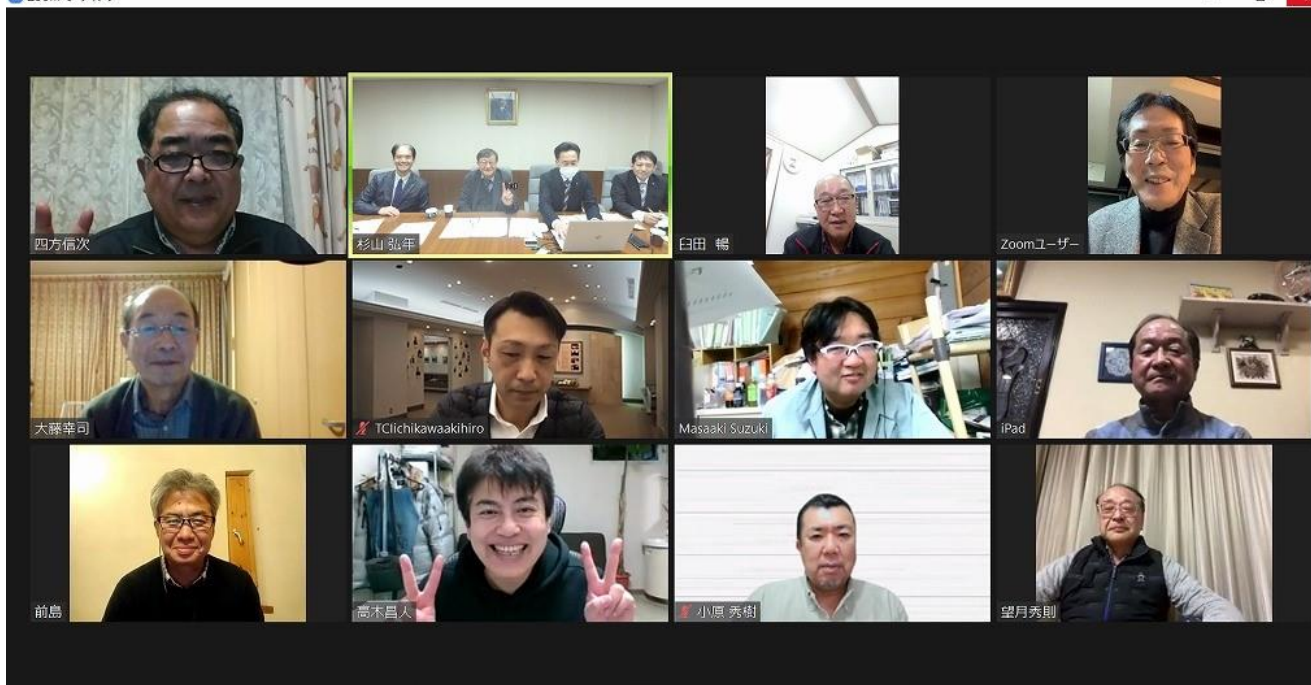 四方信次
杉山 弘年
臼田 暢
Zoomユーザー
大藤幸司
TCIichikawaakihiro
Masaaki Suzuki
iPad
前島
高木昌人
小原 秀樹
望月秀則